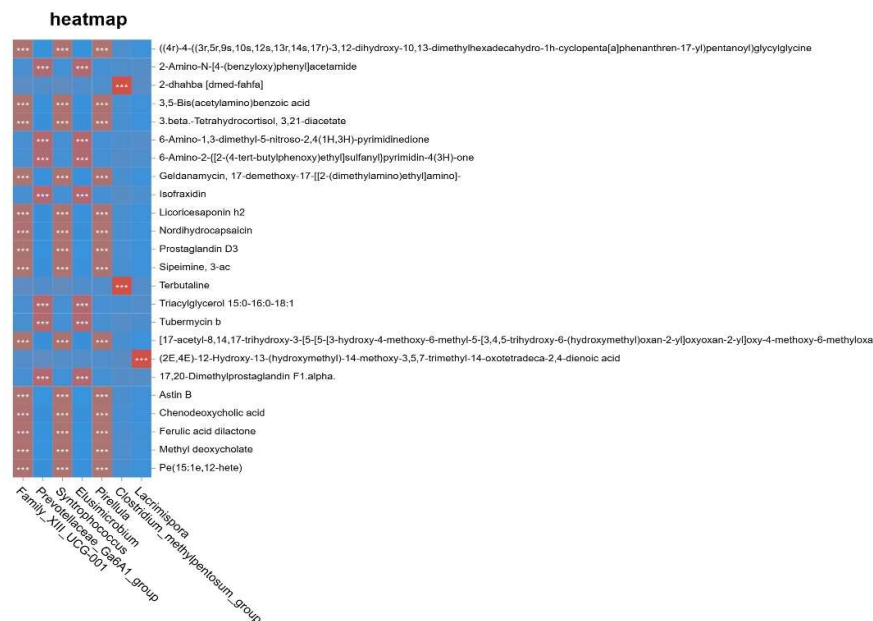 heatmap
((4r)-4-((3r,5r,9s,10s,12s,13r,14s,17r)-3,12-dihydroxy-10,13-dimethylhexadecahydro-1h-cyclopenta[a]phenanthren-17-yl)pentanoyl)glycylglycine
*** *** ***
2-Amino-N-[4-(benzyloxy)phenyl]acetamide
*** ***
2-dhahba [dmed-fahfa]
***
3,5-Bis(acetylamino)benzoic acid
*** *** ***
3.beta.-Tetrahydrocortisol, 3,21-diacetate
*** *** ***
6-Amino-1,3-dimethyl-5-nitroso-2,4(1H,3H)-pyrimidinedione
*** ***
6-Amino-2-{[2-(4-tert-butylphenoxy)ethyl]sulfanyl}pyrimidin-4(3H)-one
*** ***
Geldanamycin, 17-demethoxy-17-[[2-(dimethylamino)ethyl]amino]-
*** *** ***
Isofraxidin
*** ***
Licoricesaponin h2
*** *** ***
Nordihydrocapsaicin
*** *** ***
Prostaglandin D3
*** *** ***
Sipeimine, 3-ac
*** *** ***
Terbutaline
***
Triacylglycerol 15:0-16:0-18:1
*** ***
Tubermycin b
*** ***
[17-acetyl-8,14,17-trihydroxy-3-[5-[5-[3-hydroxy-4-methoxy-6-methyl-5-[3,4,5-trihydroxy-6-(hydroxymethyl)oxan-2-yl]oxyoxan-2-yl]oxy-4-methoxy-6-methyloxa
*** *** ***
(2E,4E)-12-Hydroxy-13-(hydroxymethyl)-14-methoxy-3,5,7-trimethyl-14-oxotetradeca-2,4-dienoic acid
***
17,20-Dimethylprostaglandin F1.alpha.
*** ***
Astin B
*** *** ***
Chenodeoxycholic acid
*** *** ***
Ferulic acid dilactone
*** *** ***
Methyl deoxycholate
*** *** ***
Pe(15:1e,12-hete)
*** *** ***
Family_XIII_UCG-001
Prevotellaceae_Ga6A1_group
Syntrophococcus
Elusimicrobium
Pirellula
Clostridium_methylpentosum_group
Lacrimispora